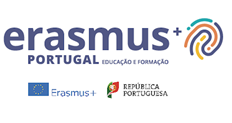 erasmus+
PORTUGAL EDUCAÇÃO E FORMAÇÃO
Erasmus+
REPÚBLICA
PORTUGUESA